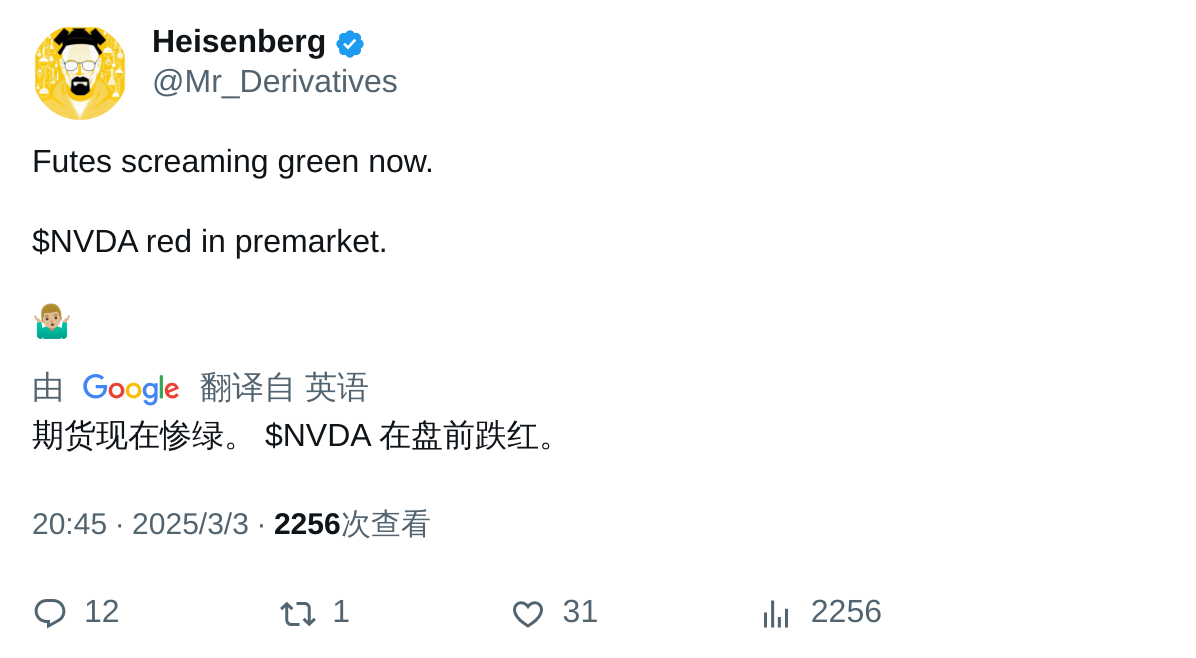 Heisenberg
@Mr_Derivatives
Futes screaming green now.
$NVDA red in premarket.
🤷🏼‍♂️
由 Google 翻译自 英语
期货现在惨绿。 $NVDA 在盘前跌红。
20:45 · 2025/3/3 · 2256次查看
12 1 31 2256